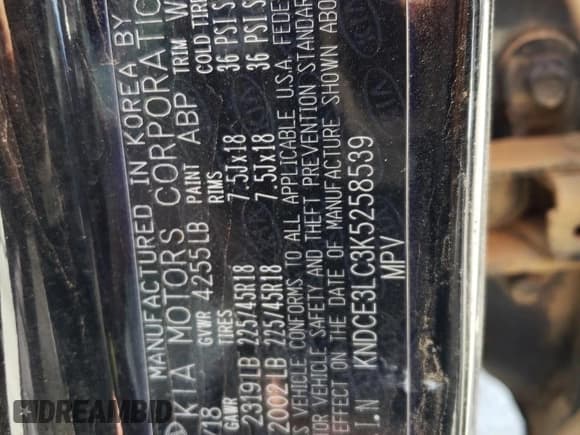 MANUFACTURED IN KOREA BY
KIA MOTORS CORPORATIO
/18 GVWR 4255LB PAINT ABP TRIM W
GAWR TIRES RIMS COLD TIRE
2319LB 225/45R18 7.5Jx18 36 PSI S
2002LB 225/45R18 7.5Jx18 36 PSI S
S VEHICLE CONFORMS TO ALL APPLICABLE U.S.A. FEDE
OR VEHICLE SAFETY AND THEFT PREVENTION STANDAR
EFFECT ON THE DATE OF MANUFACTURE SHOWN ABO
I.N KNDCE3LC3K5258539
MPV
KIA
DREAMBID